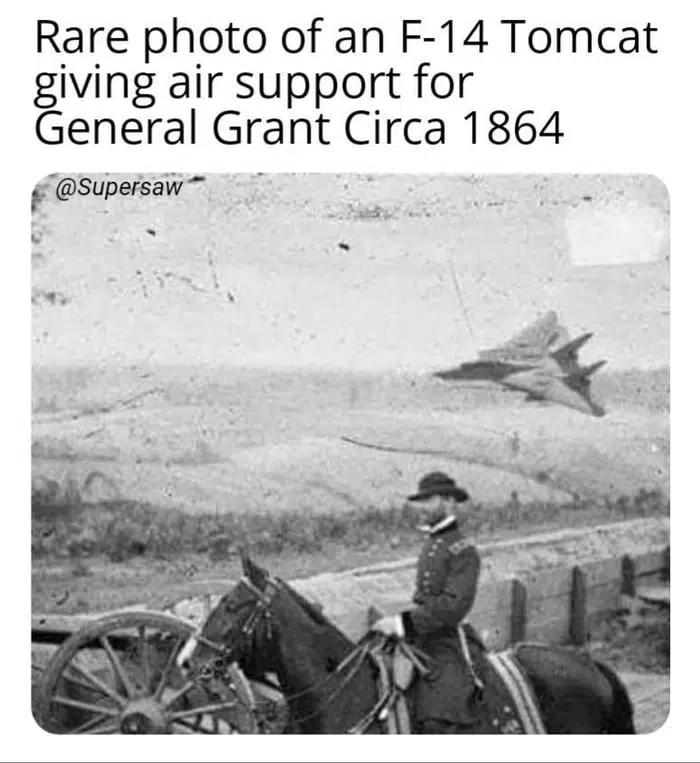 Rare photo of an F-14 Tomcat
giving air support for
General Grant Circa 1864
@Supersaw